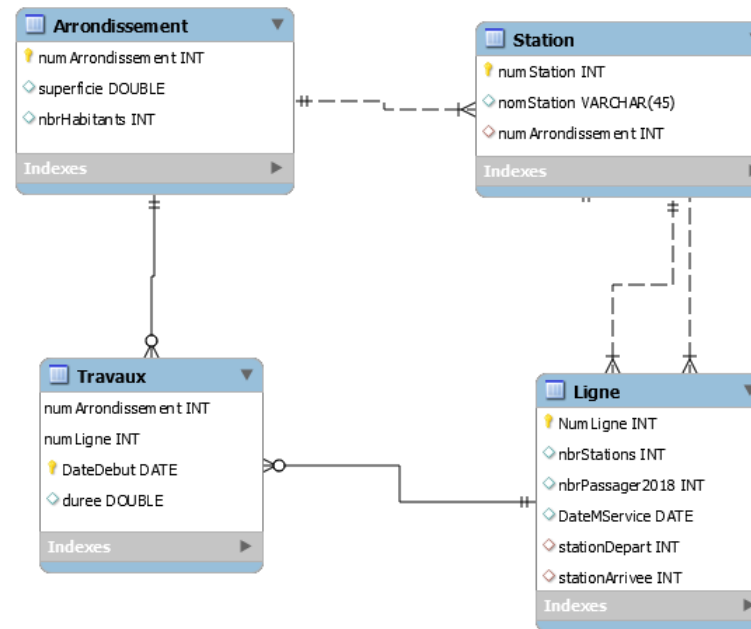 Arrondissement
numArrondissement INT
superficie DOUBLE
nbrHabitants INT
Indexes
Station
numStation INT
nomStation VARCHAR(45)
numArrondissement INT
Indexes
Travaux
numArrondissement INT
numLigne INT
DateDebut DATE
duree DOUBLE
Indexes
Ligne
NumLigne INT
nbrStations INT
nbrPassager2018 INT
DateMService DATE
stationDepart INT
stationArrivee INT
Indexes